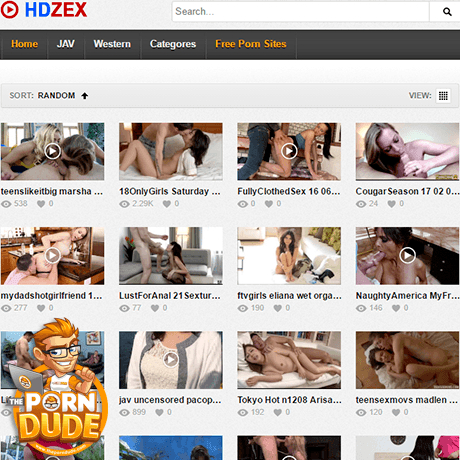 HDZEX
Search...
Home JAV Western Categores Free Porn Sites
SORT: RANDOM VIEW:
teenslikeitbig marsha ... 18OnlyGirls Saturday ... FullyClothedSex 16 06... CougarSeason 17 02 0...
538 0 2.29K 0 34 0 24 0
mydadshotgirlfriend 1... LustForAnal 21Sextur... ftvgirls eliana wet orga... NaughtyAmerica MyFr...
277 0 77 0 190 0 146 0
jav uncensored pacop... Tokyo Hot n1208 Arisa... teensexmovs madlen ...
899 0 192 0 120 0
THE
PORN
DUDE